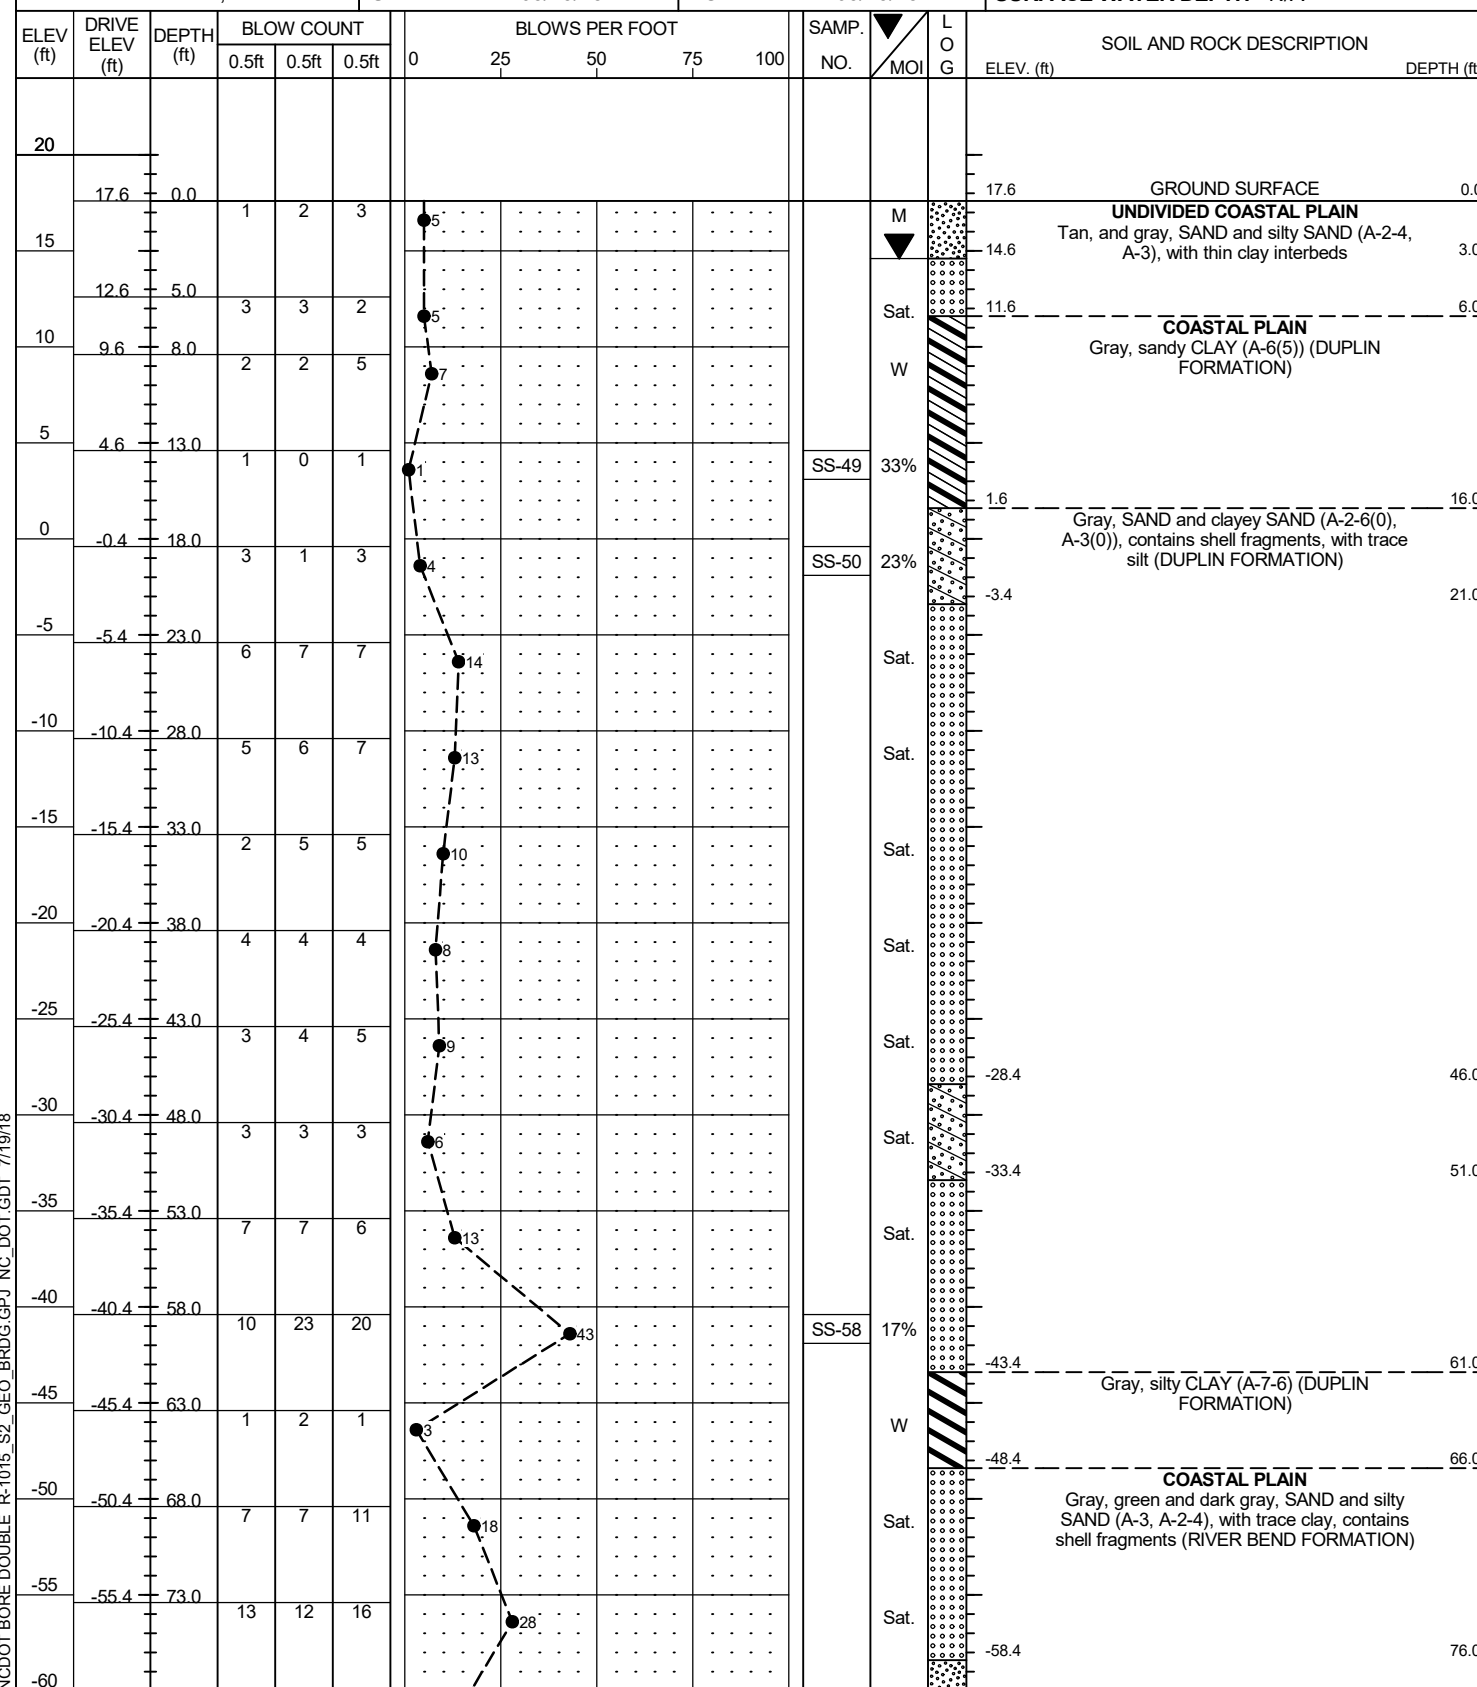 ELEV (ft) DRIVE ELEV (ft) DEPTH (ft) BLOW COUNT BLOWS PER FOOT SAMP. NO. MOI L O G SOIL AND ROCK DESCRIPTION
0.5ft 0.5ft 0.5ft 0 25 50 75 100 ELEV. (ft) DEPTH (ft
20
17.6 0.0 17.6 GROUND SURFACE 0.0
1 2 3 5 M UNDIVIDED COASTAL PLAIN
Tan, and gray, SAND and silty SAND (A-2-4,
15 14.6 A-3), with thin clay interbeds 3.0
12.6 5.0
3 3 2 5 Sat. 11.6 6.0
COASTAL PLAIN
10 Gray, sandy CLAY (A-6(5)) (DUPLIN
9.6 8.0 FORMATION)
2 2 5 7 W
5
4.6 13.0
1 0 1 1 SS-49 33%
1.6 16.0
0 Gray, SAND and clayey SAND (A-2-6(0),
-0.4 18.0 A-3(0)), contains shell fragments, with trace
3 1 3 4 SS-50 23% silt (DUPLIN FORMATION)
-3.4 21.0
-5
-5.4 23.0
6 7 7 14 Sat.
-10
-10.4 28.0
5 6 7 13 Sat.
-15
-15.4 33.0
2 5 5 10 Sat.
-20
-20.4 38.0
4 4 4 8 Sat.
-25
-25.4 43.0
3 4 5 9 Sat.
-28.4 46.0
-30
-30.4 48.0
3 3 3 6 Sat.
-33.4 51.0
-35
-35.4 53.0
7 7 6 13 Sat.
-40
-40.4 58.0
10 23 20 43 SS-58 17%
-43.4 61.0
-45 Gray, silty CLAY (A-7-6) (DUPLIN
-45.4 63.0 FORMATION)
1 2 1 3 W
-48.4 66.0
COASTAL PLAIN
-50 Gray, green and dark gray, SAND and silty
-50.4 68.0 SAND (A-3, A-2-4), with trace clay, contains
7 7 11 18 Sat. shell fragments (RIVER BEND FORMATION)
-55
-55.4 73.0
13 12 16 28 Sat.
-58.4 76.0
-60
NCDOT BORE DOUBLE R-1015_S2_GEO_BRDG.GPJ NC_DOT.GDT 7/19/18